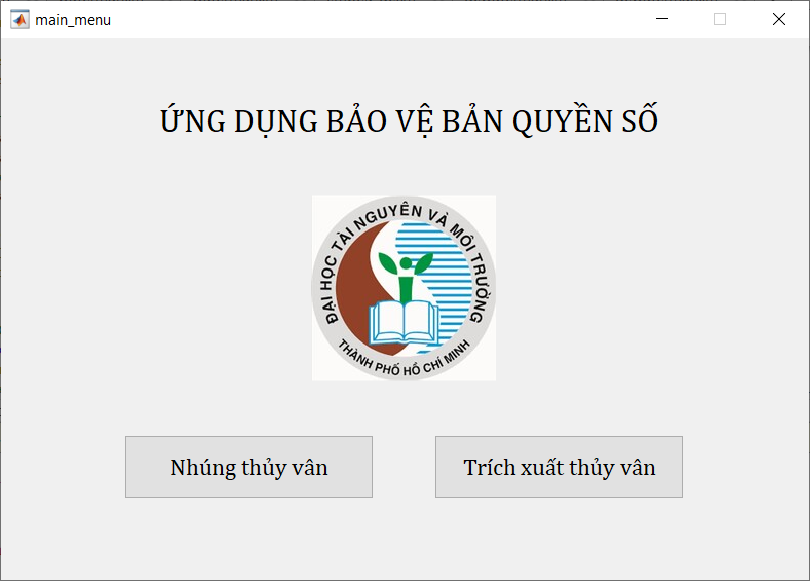 main_menu
ỨNG DỤNG BẢO VỆ BẢN QUYỀN SỐ
ĐẠI HỌC TÀI NGUYÊN VÀ MÔI TRƯỜNG
THÀNH PHỐ HỒ CHÍ MINH
Nhúng thủy vân
Trích xuất thủy vân